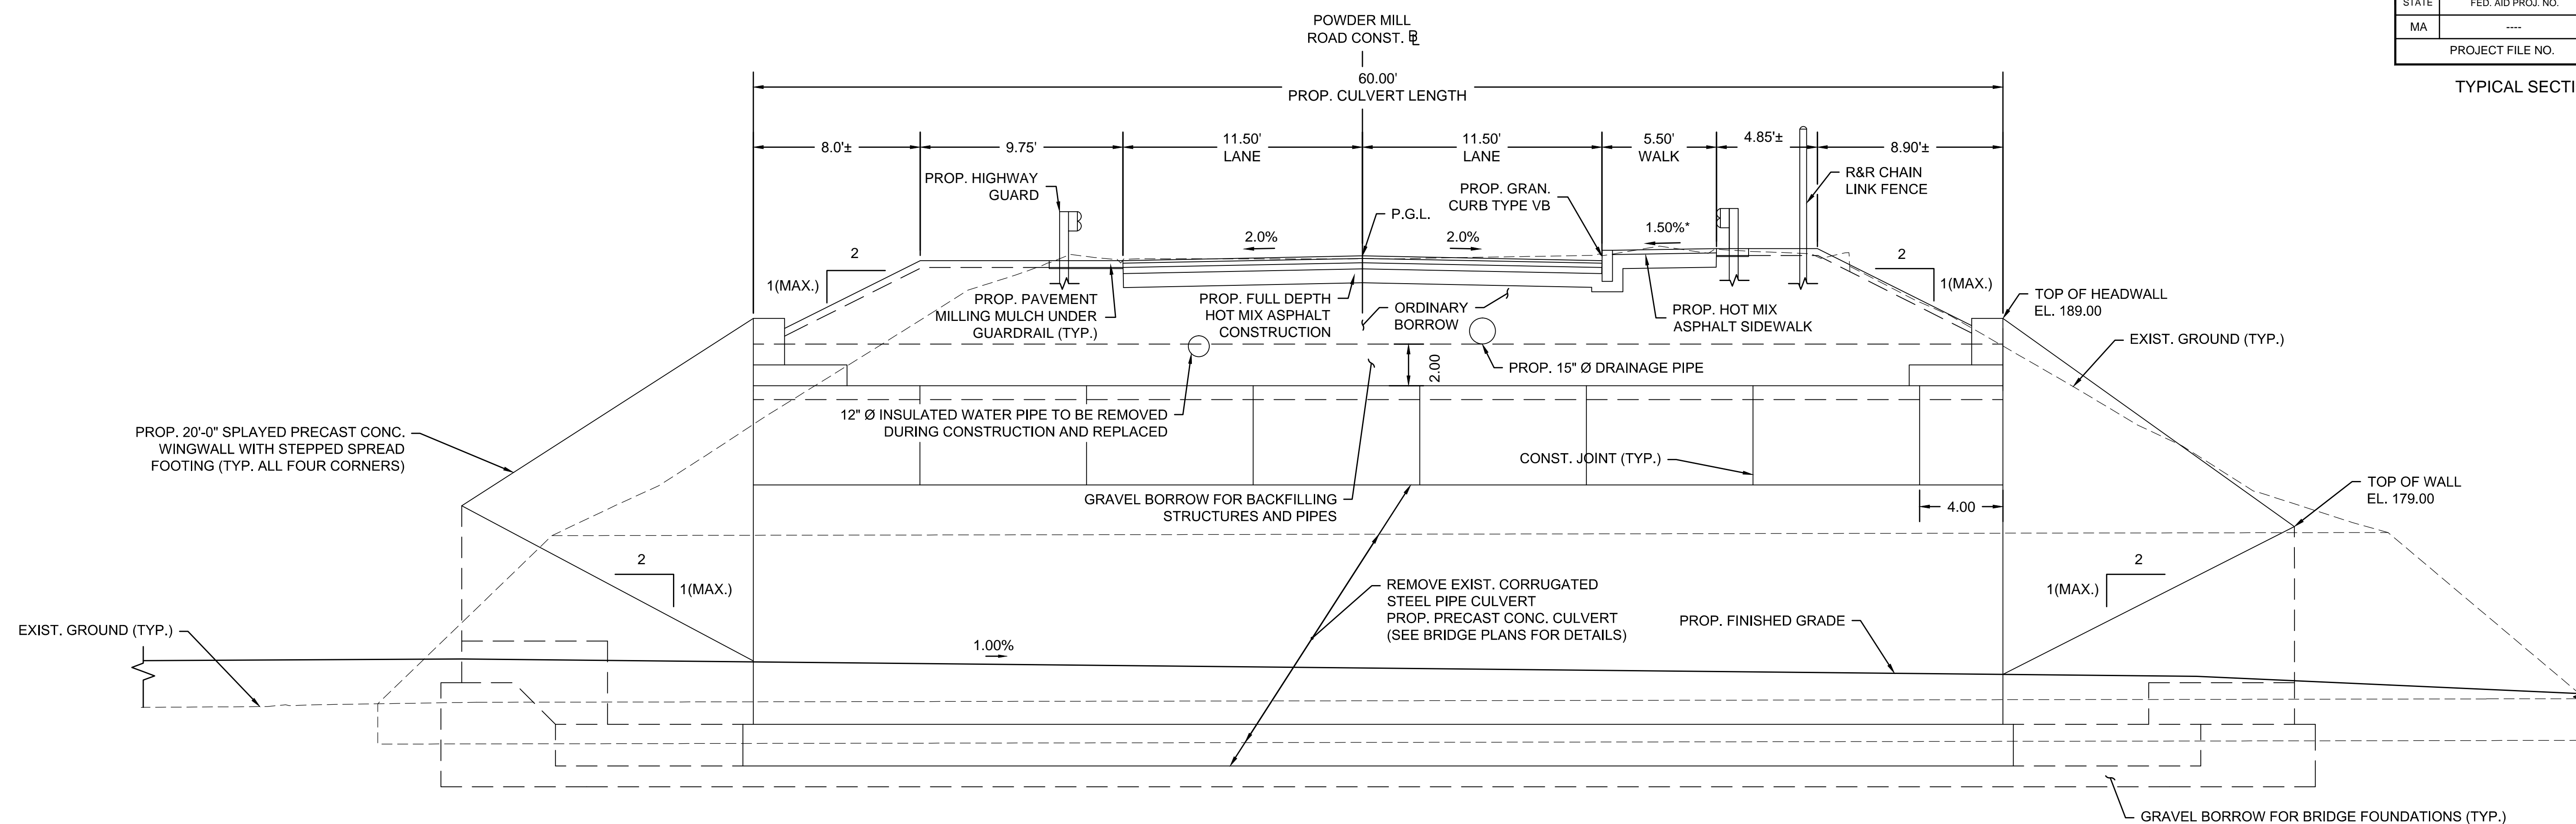 STATE
FED. AID PROJ. NO.
MA
----
PROJECT FILE NO.
TYPICAL SECTI
POWDER MILL
ROAD CONST. BL
60.00'
PROP. CULVERT LENGTH
8.0'±
9.75'
11.50'
LANE
11.50'
LANE
5.50'
WALK
4.85'±
8.90'±
PROP. HIGHWAY
GUARD
PROP. GRAN.
CURB TYPE VB
R&R CHAIN
LINK FENCE
P.G.L.
2.0%
2.0%
1.50%*
2
1(MAX.)
2
1(MAX.)
PROP. PAVEMENT
MILLING MULCH UNDER
GUARDRAIL (TYP.)
PROP. FULL DEPTH
HOT MIX ASPHALT
CONSTRUCTION
ORDINARY
BORROW
PROP. HOT MIX
ASPHALT SIDEWALK
TOP OF HEADWALL
EL. 189.00
EXIST. GROUND (TYP.)
2.00
PROP. 15" Ø DRAINAGE PIPE
12" Ø INSULATED WATER PIPE TO BE REMOVED
DURING CONSTRUCTION AND REPLACED
PROP. 20'-0" SPLAYED PRECAST CONC.
WINGWALL WITH STEPPED SPREAD
FOOTING (TYP. ALL FOUR CORNERS)
CONST. JOINT (TYP.)
GRAVEL BORROW FOR BACKFILLING
STRUCTURES AND PIPES
4.00
TOP OF WALL
EL. 179.00
2
1(MAX.)
REMOVE EXIST. CORRUGATED
STEEL PIPE CULVERT
PROP. PRECAST CONC. CULVERT
(SEE BRIDGE PLANS FOR DETAILS)
2
1(MAX.)
EXIST. GROUND (TYP.)
PROP. FINISHED GRADE
1.00%
GRAVEL BORROW FOR BRIDGE FOUNDATIONS (TYP.)